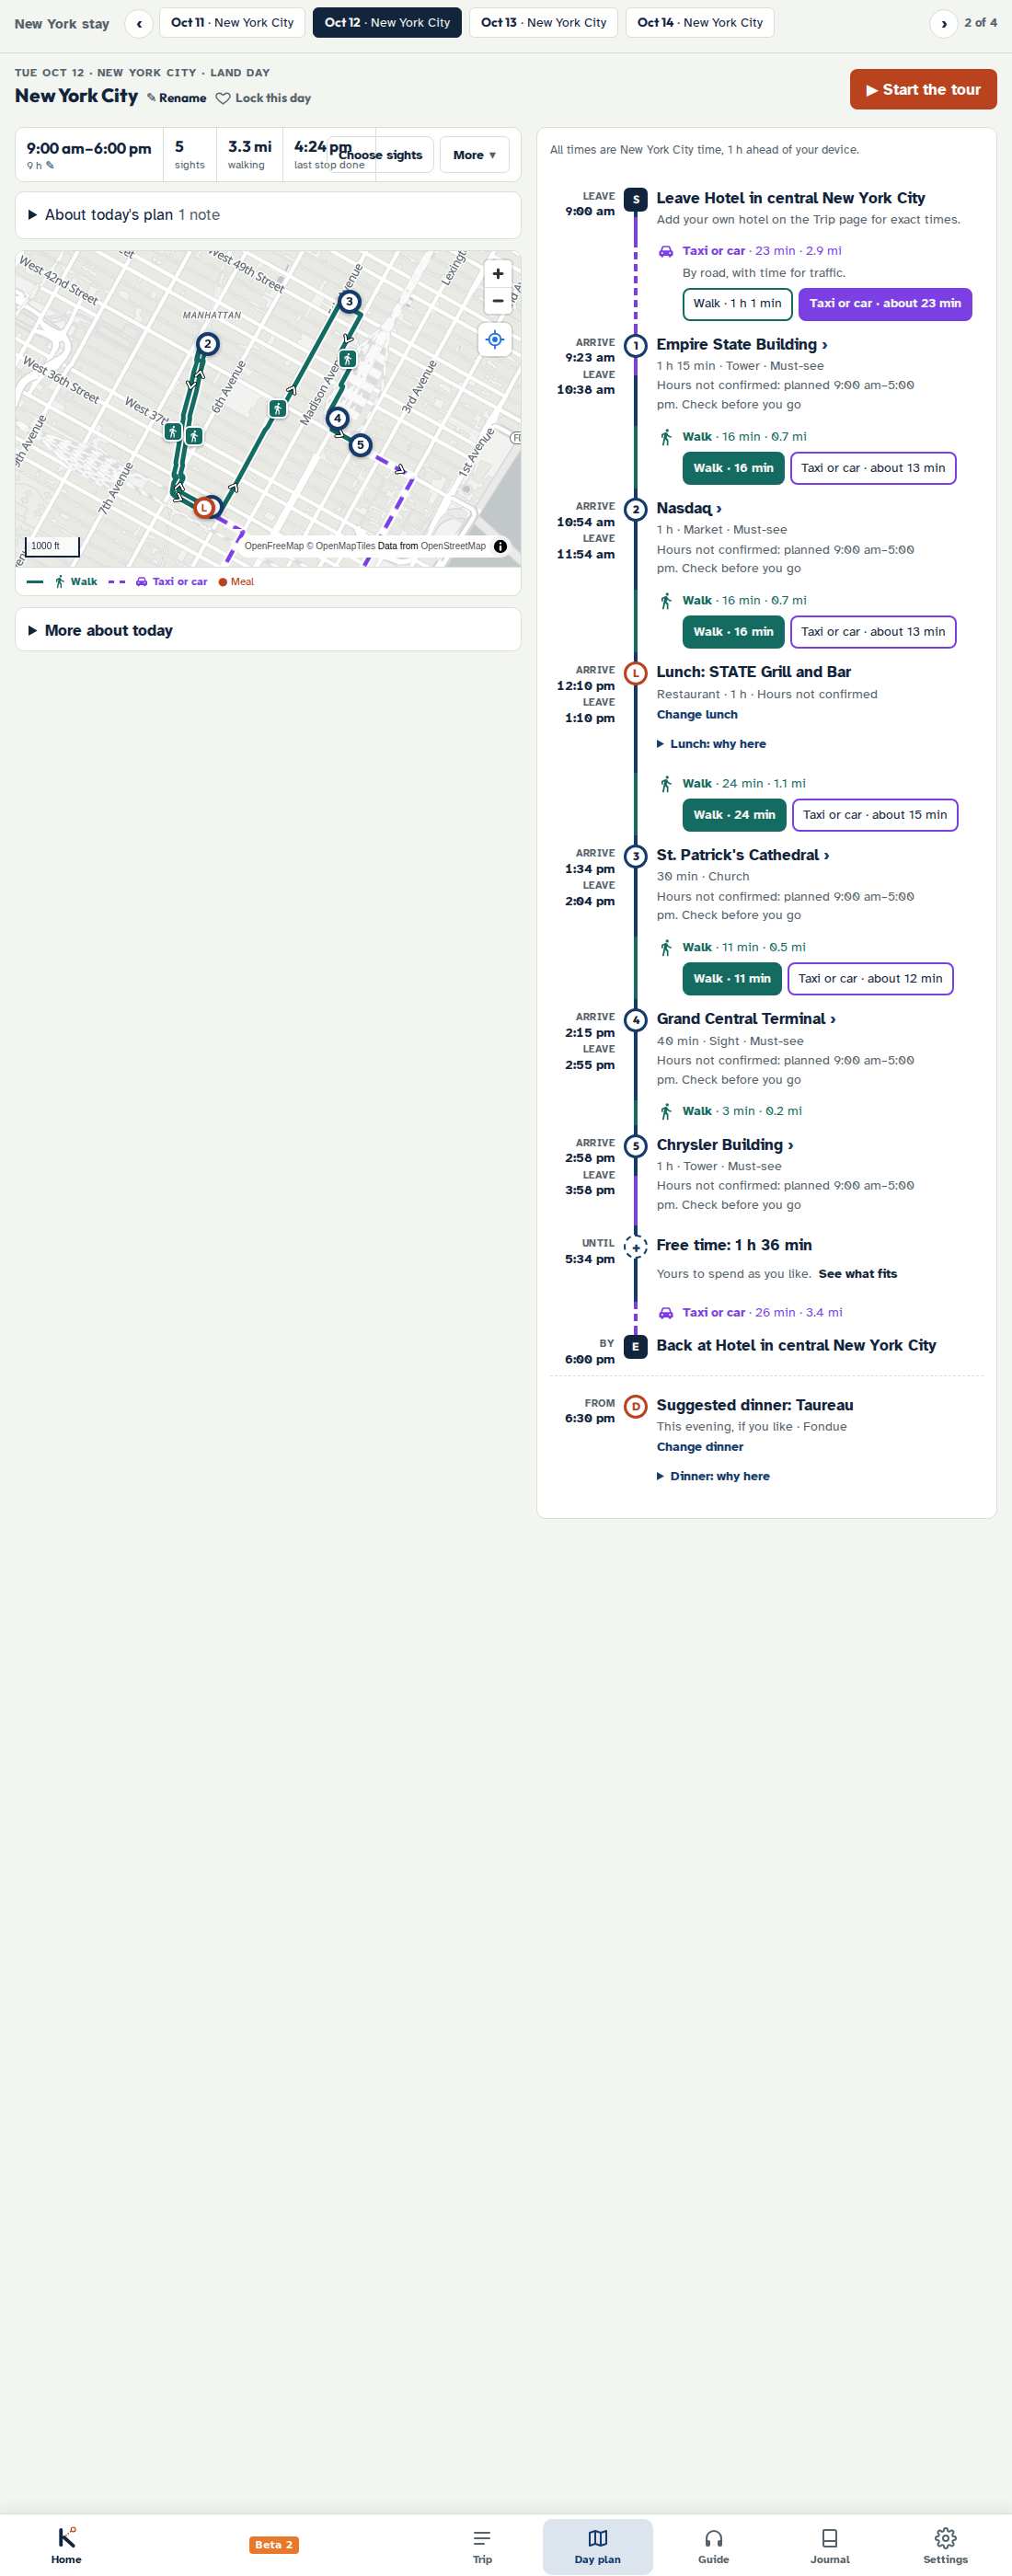 New York stay
‹
Oct 11 · New York City
Oct 12 · New York City
Oct 13 · New York City
Oct 14 · New York City
›
2 of 4
TUE OCT 12 · NEW YORK CITY · LAND DAY
New York City
✎ Rename
Lock this day
▶ Start the tour
9:00 am–6:00 pm
9 h ✎
5
sights
3.3 mi
walking
4:24 pm
last stop done
Choose sights
More ▾
▶ About today's plan 1 note
West 42nd Street
West 49th Street
MANHATTAN
West 36th Street
West 37th
6th Avenue
7th Avenue
Madison Avenue
3rd Avenue
1st Avenue
2
3
4
5
L
+
−
1000 ft
OpenFreeMap © OpenMapTiles Data from OpenStreetMap
Walk
Taxi or car
Meal
▶ More about today
All times are New York City time, 1 h ahead of your device.
LEAVE
9:00 am
S
Leave Hotel in central New York City
Add your own hotel on the Trip page for exact times.
Taxi or car · 23 min · 2.9 mi
By road, with time for traffic.
Walk · 1 h 1 min
Taxi or car · about 23 min
ARRIVE
9:23 am
LEAVE
10:38 am
1
Empire State Building ›
1 h 15 min · Tower · Must-see
Hours not confirmed: planned 9:00 am–5:00
pm. Check before you go
Walk · 16 min · 0.7 mi
Walk · 16 min
Taxi or car · about 13 min
ARRIVE
10:54 am
LEAVE
11:54 am
2
Nasdaq ›
1 h · Market · Must-see
Hours not confirmed: planned 9:00 am–5:00
pm. Check before you go
Walk · 16 min · 0.7 mi
Walk · 16 min
Taxi or car · about 13 min
ARRIVE
12:10 pm
LEAVE
1:10 pm
L
Lunch: STATE Grill and Bar
Restaurant · 1 h · Hours not confirmed
Change lunch
▶ Lunch: why here
Walk · 24 min · 1.1 mi
Walk · 24 min
Taxi or car · about 15 min
ARRIVE
1:34 pm
LEAVE
2:04 pm
3
St. Patrick's Cathedral ›
30 min · Church
Hours not confirmed: planned 9:00 am–5:00
pm. Check before you go
Walk · 11 min · 0.5 mi
Walk · 11 min
Taxi or car · about 12 min
ARRIVE
2:15 pm
LEAVE
2:55 pm
4
Grand Central Terminal ›
40 min · Sight · Must-see
Hours not confirmed: planned 9:00 am–5:00
pm. Check before you go
Walk · 3 min · 0.2 mi
ARRIVE
2:58 pm
LEAVE
3:58 pm
5
Chrysler Building ›
1 h · Tower · Must-see
Hours not confirmed: planned 9:00 am–5:00
pm. Check before you go
UNTIL
5:34 pm
+
Free time: 1 h 36 min
Yours to spend as you like. See what fits
Taxi or car · 26 min · 3.4 mi
BY
6:00 pm
E
Back at Hotel in central New York City
FROM
6:30 pm
D
Suggested dinner: Taureau
This evening, if you like · Fondue
Change dinner
▶ Dinner: why here
Home
Beta 2
Trip
Day plan
Guide
Journal
Settings